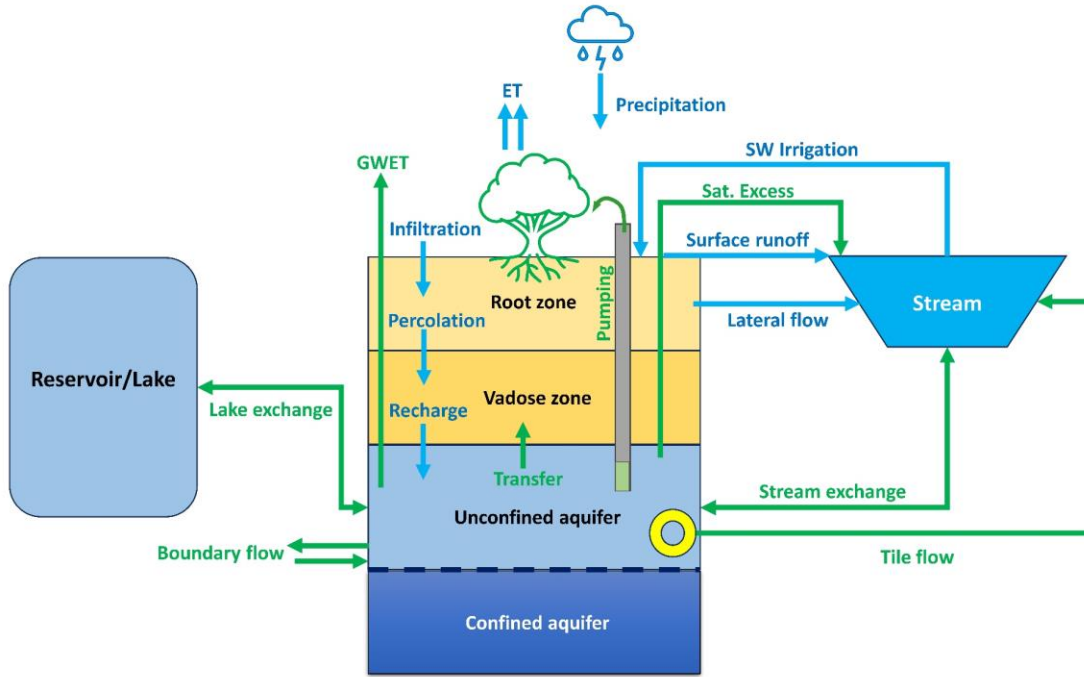 ET
Precipitation
SW Irrigation
GWET
Sat. Excess
Infiltration
Surface runoff
Pumping
Root zone
Stream
Percolation
Lateral flow
Reservoir/Lake
Vadose zone
Lake exchange
Recharge
Transfer
Stream exchange
Unconfined aquifer
Boundary flow
Tile flow
Confined aquifer